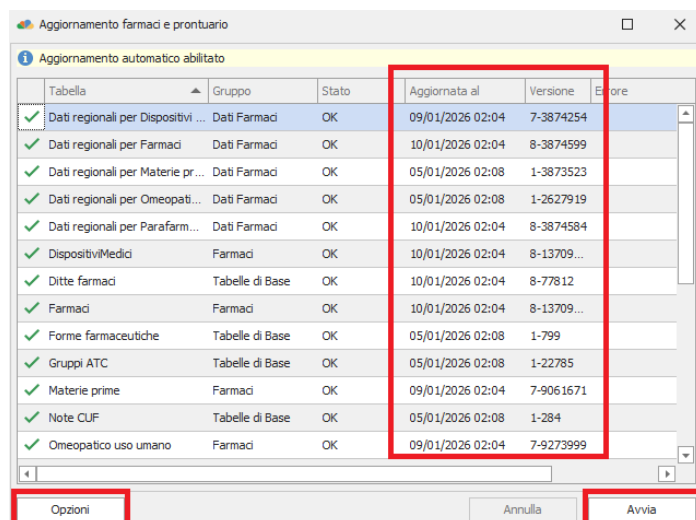 Aggiornamento farmaci e prontuario
Aggiornamento automatico abilitato
Tabella Gruppo Stato Aggiornata al Versione Errore
Dati regionali per Dispositivi ... Dati Farmaci OK 09/01/2026 02:04 7-3874254
Dati regionali per Farmaci Dati Farmaci OK 10/01/2026 02:04 8-3874599
Dati regionali per Materie pr... Dati Farmaci OK 05/01/2026 02:08 1-3873523
Dati regionali per Omeopati... Dati Farmaci OK 05/01/2026 02:08 1-2627919
Dati regionali per Parafarm... Dati Farmaci OK 10/01/2026 02:04 8-3874584
DispositiviMedici Farmaci OK 10/01/2026 02:04 8-13709...
Ditte farmaci Tabelle di Base OK 10/01/2026 02:04 8-77812
Farmaci Farmaci OK 10/01/2026 02:04 8-13709...
Forme farmaceutiche Tabelle di Base OK 05/01/2026 02:08 1-799
Gruppi ATC Tabelle di Base OK 05/01/2026 02:08 1-22785
Materie prime Farmaci OK 09/01/2026 02:04 7-9061671
Note CUF Tabelle di Base OK 05/01/2026 02:08 1-284
Omeopatico uso umano Farmaci OK 09/01/2026 02:04 7-9273999
Opzioni Annulla Avvia